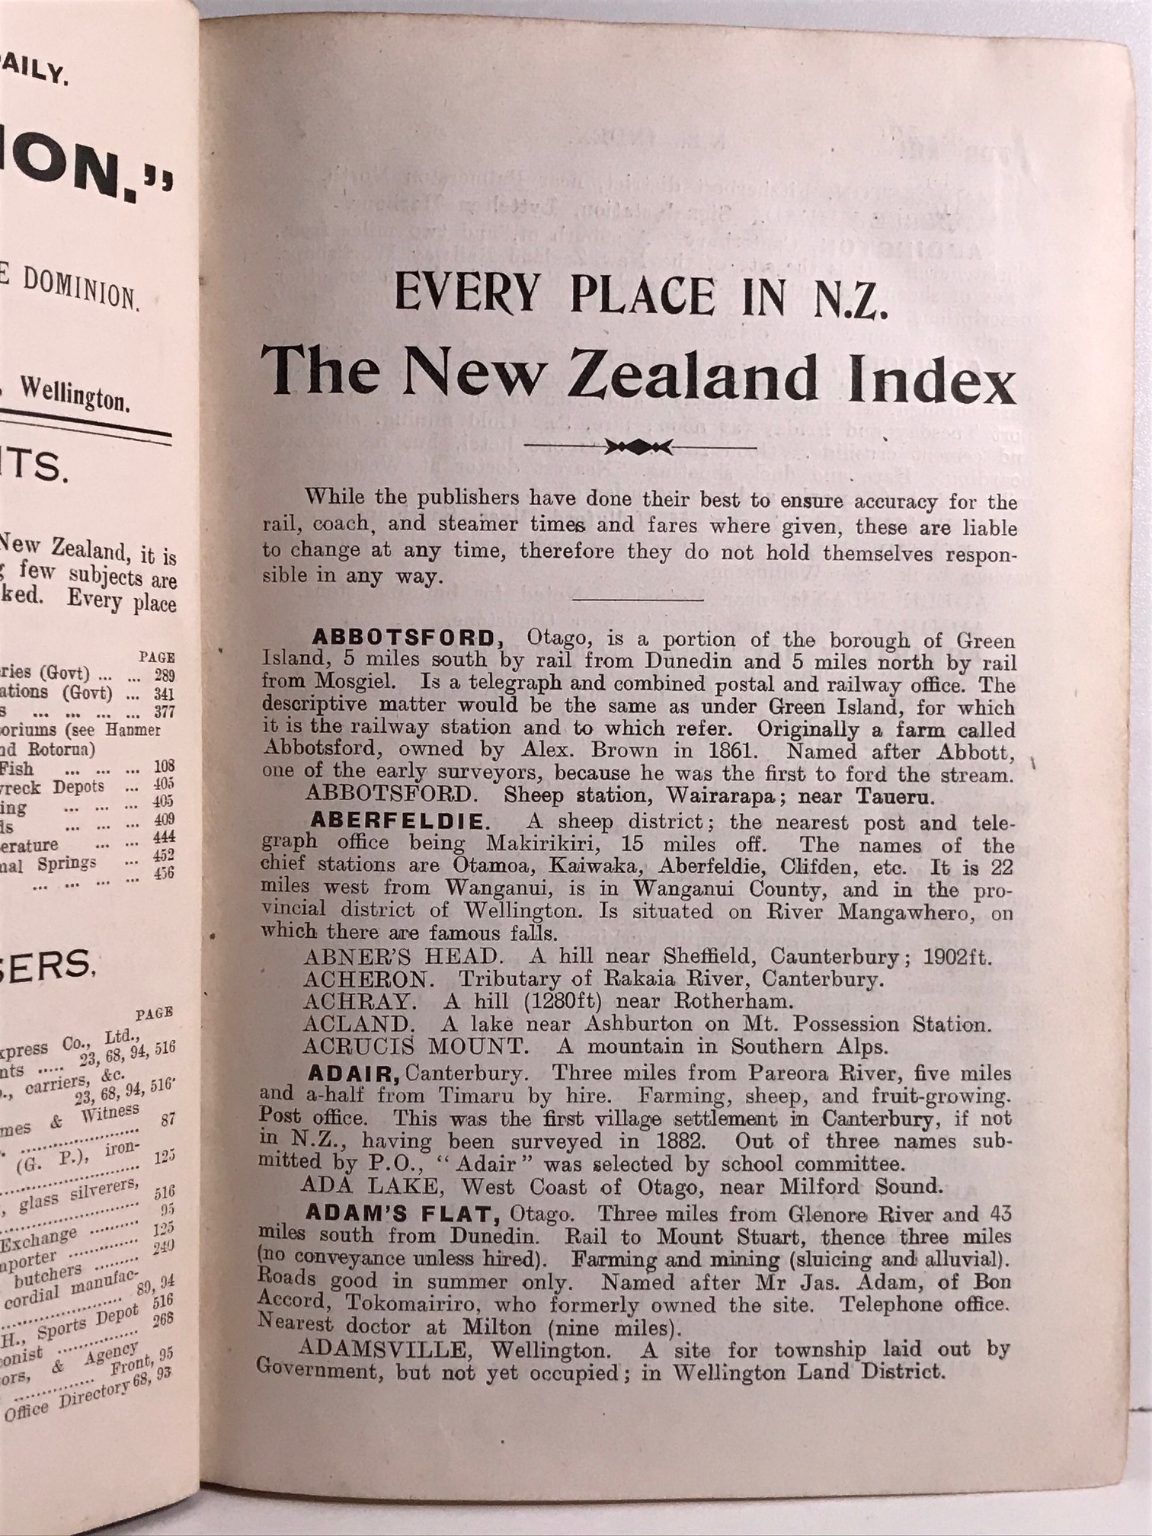 AILY.
ION."
E DOMINION.
, Wellington.
ITS.
New Zealand, it is
g few subjects are
ked. Every place
PAGE
ries (Govt) ... ... 289
ations (Govt) ... 341
s ... ... ... ... 377
oriums (see Hanmer
nd Rotorua)
Fish ... ... ... 108
vreck Depots ... 405
ing ... ... ... 405
ds ... ... ... 409
erature ... ... 444
nal Springs ... 452
... ... ... ... 456
SERS.
PAGE
xpress Co., Ltd.,
nts ..... 23, 68, 94, 516
o., carriers, &c.
23, 68, 94, 516
mes & Witness
87
(G. P.), iron-
125
, glass silverers,
516
Exchange 95
mporter 125
butchers 240
cordial manufac-
89, 94
H., Sports Depot 516
conist 268
ors, & Agency
Front, 95
Office Directory 68, 93
EVERY PLACE IN N.Z.
The New Zealand Index
While the publishers have done their best to ensure accuracy for the
rail, coach, and steamer times and fares where given, these are liable
to change at any time, therefore they do not hold themselves respon-
sible in any way.
ABBOTSFORD, Otago, is a portion of the borough of Green
Island, 5 miles south by rail from Dunedin and 5 miles north by rail
from Mosgiel. Is a telegraph and combined postal and railway office. The
descriptive matter would be the same as under Green Island, for which
it is the railway station and to which refer. Originally a farm called
Abbotsford, owned by Alex. Brown in 1861. Named after Abbott,
one of the early surveyors, because he was the first to ford the stream.
ABBOTSFORD. Sheep station, Wairarapa; near Taueru.
ABERFELDIE. A sheep district; the nearest post and tele-
graph office being Makirikiri, 15 miles off. The names of the
chief stations are Otamoa, Kaiwaka, Aberfeldie, Clifden, etc. It is 22
miles west from Wanganui, is in Wanganui County, and in the pro-
vincial district of Wellington. Is situated on River Mangawhero, on
which there are famous falls.
ABNER'S HEAD. A hill near Sheffield, Caunterbury; 1902ft.
ACHERON. Tributary of Rakaia River, Canterbury.
ACHRAY. A hill (1280ft) near Rotherham.
ACLAND. A lake near Ashburton on Mt. Possession Station.
ACRUCIS MOUNT. A mountain in Southern Alps.
ADAIR, Canterbury. Three miles from Pareora River, five miles
and a-half from Timaru by hire. Farming, sheep, and fruit-growing.
Post office. This was the first village settlement in Canterbury, if not
in N.Z., having been surveyed in 1882. Out of three names sub-
mitted by P.O., "Adair" was selected by school committee.
ADA LAKE, West Coast of Otago, near Milford Sound.
ADAM'S FLAT, Otago. Three miles from Glenore River and 43
miles south from Dunedin. Rail to Mount Stuart, thence three miles
(no conveyance unless hired). Farming and mining (sluicing and alluvial).
Roads good in summer only. Named after Mr Jas. Adam, of Bon
Accord, Tokomairiro, who formerly owned the site. Telephone office.
Nearest doctor at Milton (nine miles).
ADAMSVILLE, Wellington. A site for township laid out by
Government, but not yet occupied; in Wellington Land District.